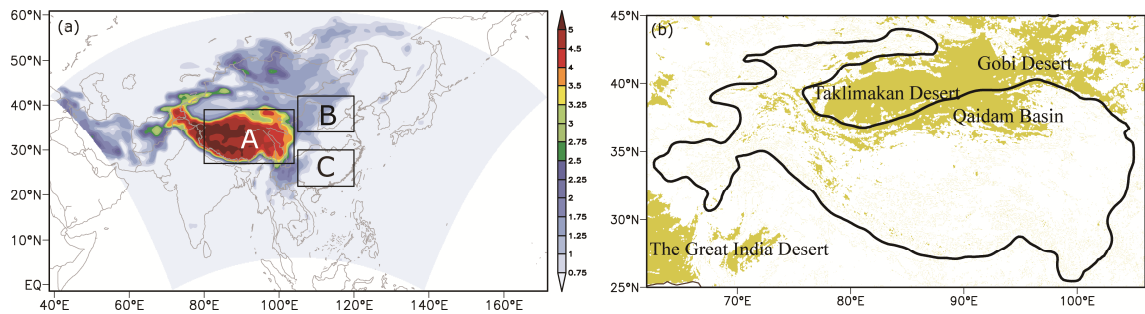 (a)
60°N
50°N
40°N
30°N
20°N
10°N
EQ
40°E
60°E
80°E
100°E
120°E
140°E
160°E
A
B
C
5
4.5
4
3.5
3.25
3
2.75
2.5
2.25
2
1.75
1.25
1
0.75
(b)
45°N
40°N
35°N
30°N
25°N
70°E
80°E
90°E
100°E
Gobi Desert
Taklimakan Desert
Qaidam Basin
The Great India Desert